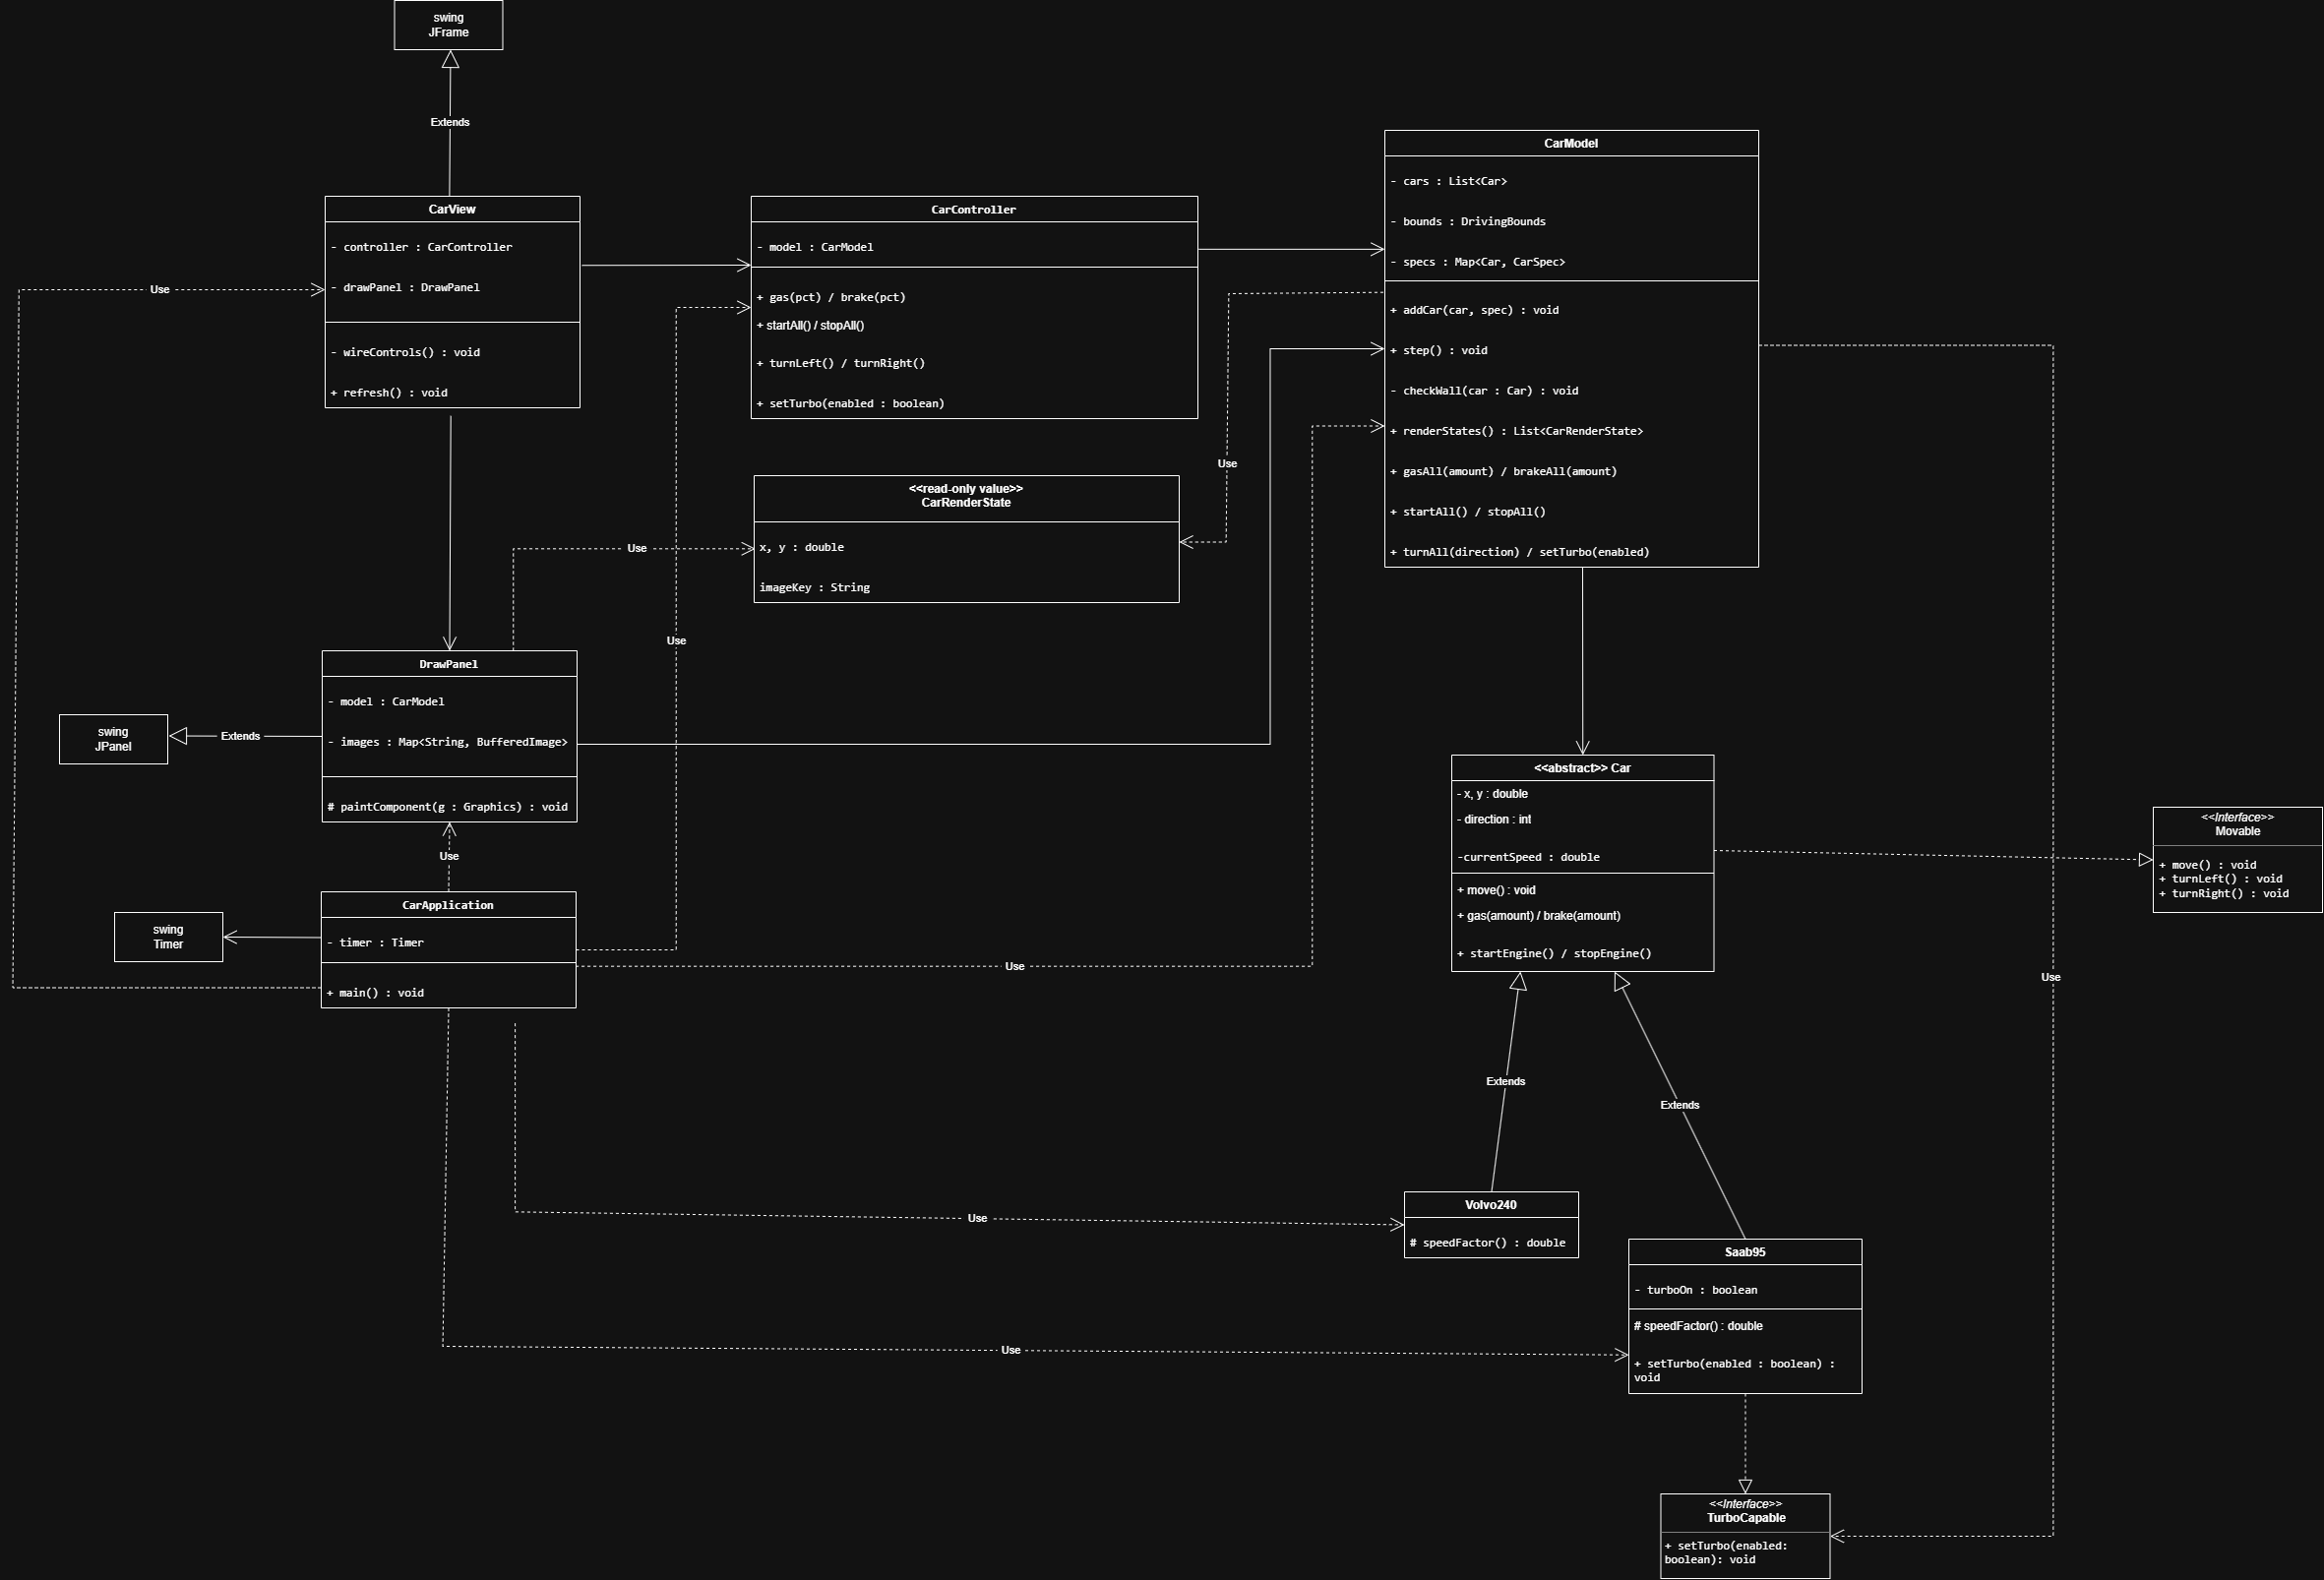 swing
JFrame
Extends
CarView
- controller : CarController
- drawPanel : DrawPanel
- wireControls() : void
+ refresh() : void
Use
CarController
- model : CarModel
+ gas(pct) / brake(pct)
+ startAll() / stopAll()
+ turnLeft() / turnRight()
+ setTurbo(enabled : boolean)
CarModel
- cars : List<Car>
- bounds : DrivingBounds
- specs : Map<Car, CarSpec>
+ addCar(car, spec) : void
+ step() : void
- checkWall(car : Car) : void
+ renderStates() : List<CarRenderState>
+ gasAll(amount) / brakeAll(amount)
+ startAll() / stopAll()
+ turnAll(direction) / setTurbo(enabled)
Use
<<read-only value>>
CarRenderState
x, y : double
imageKey : String
Use
Use
DrawPanel
- model : CarModel
- images : Map<String, BufferedImage>
# paintComponent(g : Graphics) : void
swing
JPanel
Extends
Use
<<abstract>> Car
- x, y : double
- direction : int
-currentSpeed : double
+ move() : void
+ gas(amount) / brake(amount)
+ startEngine() / stopEngine()
<<Interface>>
Movable
+ move() : void
+ turnLeft() : void
+ turnRight() : void
CarApplication
- timer : Timer
+ main() : void
swing
Timer
Use
Use
Extends
Extends
Volvo240
# speedFactor() : double
Use
Saab95
- turboOn : boolean
# speedFactor() : double
+ setTurbo(enabled : boolean) :
void
Use
<<Interface>>
TurboCapable
+ setTurbo(enabled:
boolean): void